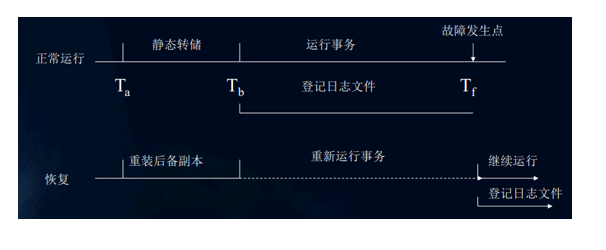 故障发生点
静态转储 运行事务
正常运行
Ta Tb 登记日志文件 Tf
重装后备副本 重新运行事务 继续运行
恢复
登记日志文件